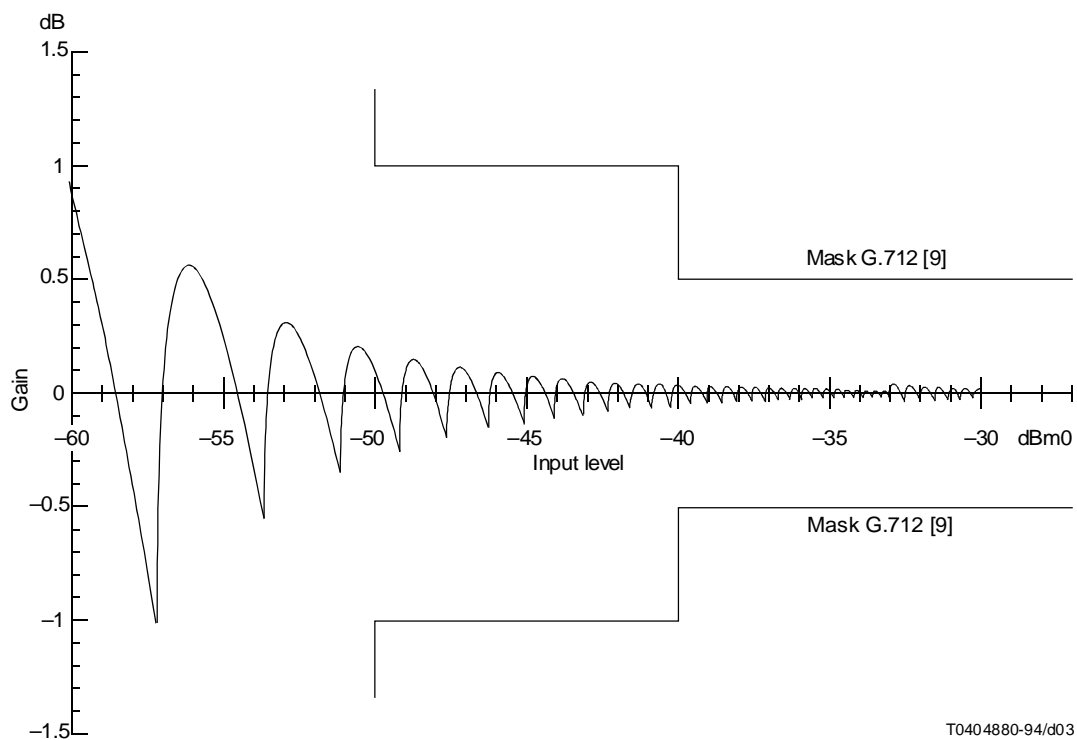 dB
1.5
1
Mask G.712 [9]
0.5
Gain
0
–60 –55 –50 –45 –40 –35 –30 dBm0
Input level
–0.5
Mask G.712 [9]
–1
–1.5
T0404880-94/d03